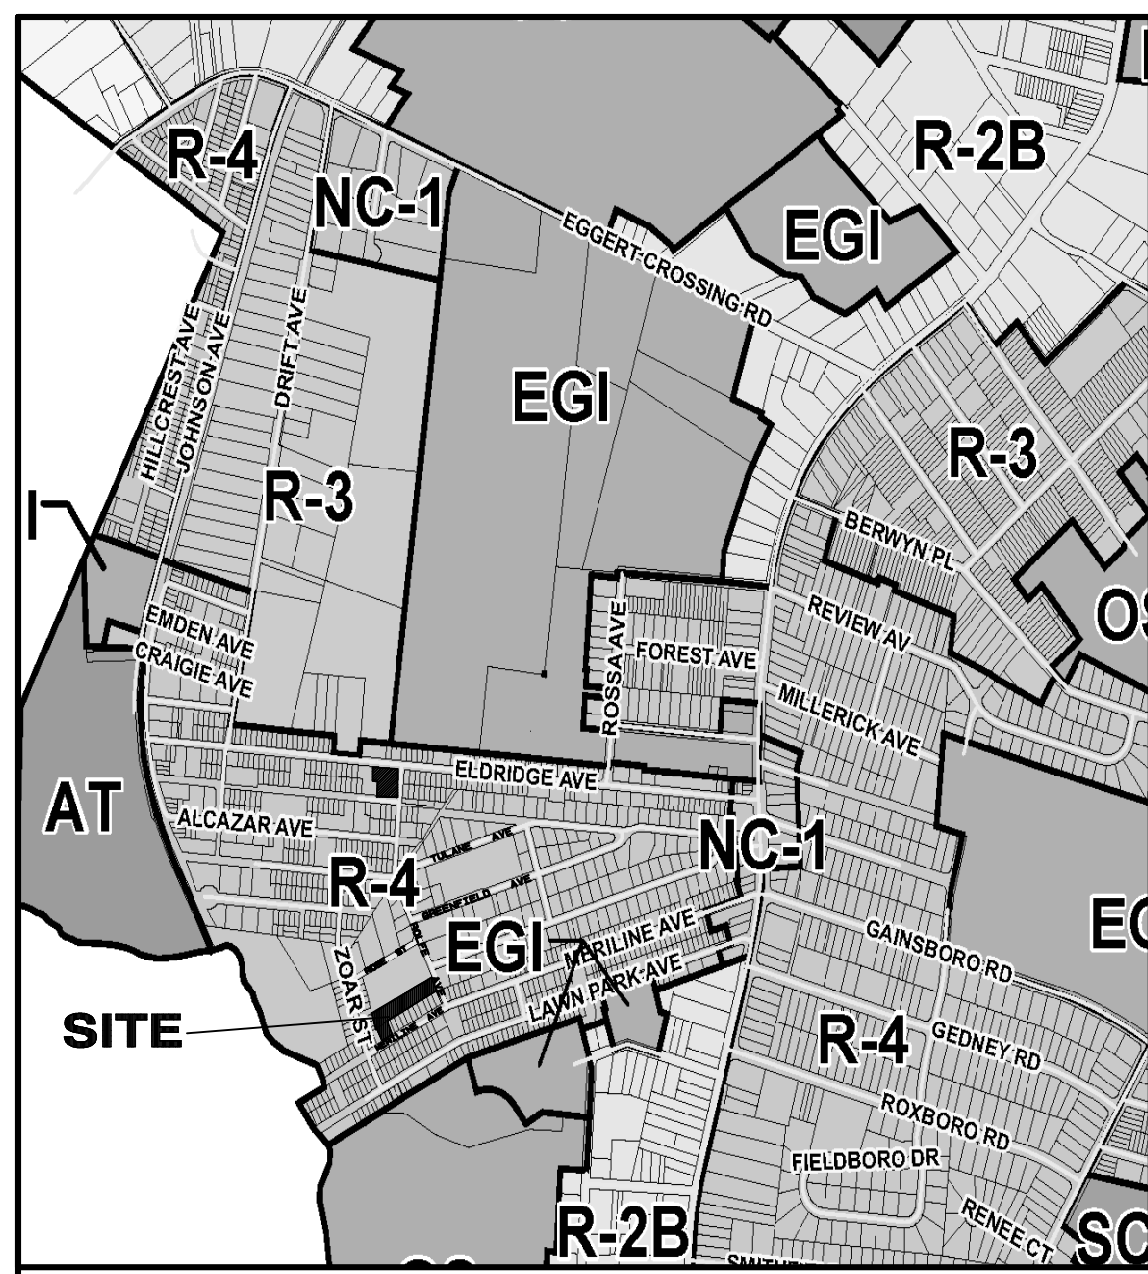 R-4
R-2B
NC-1
EGI
EGGERT CROSSING RD
HILLCREST AVE
JOHNSON AVE
DRIFT AVE
EGI
R-3
R-3
I
BERWYN PL
REVIEW AV
EMDEN AVE
CRAIGIE AVE
ROSSA AVE
FOREST AVE
MILLERICK AVE
ELDRIDGE AVE
AT
ALCAZAR AVE
TULANE AVE
NC-1
R-4
GREENFIELD AVE
EGI
MERILINE AVE
GAINSBORO RD
ZOAR ST
LAWN PARK AVE
SITE
R-4
GEDNEY RD
ROXBORO RD
FIELDBORO DR
R-2B
RENEE CT
SC